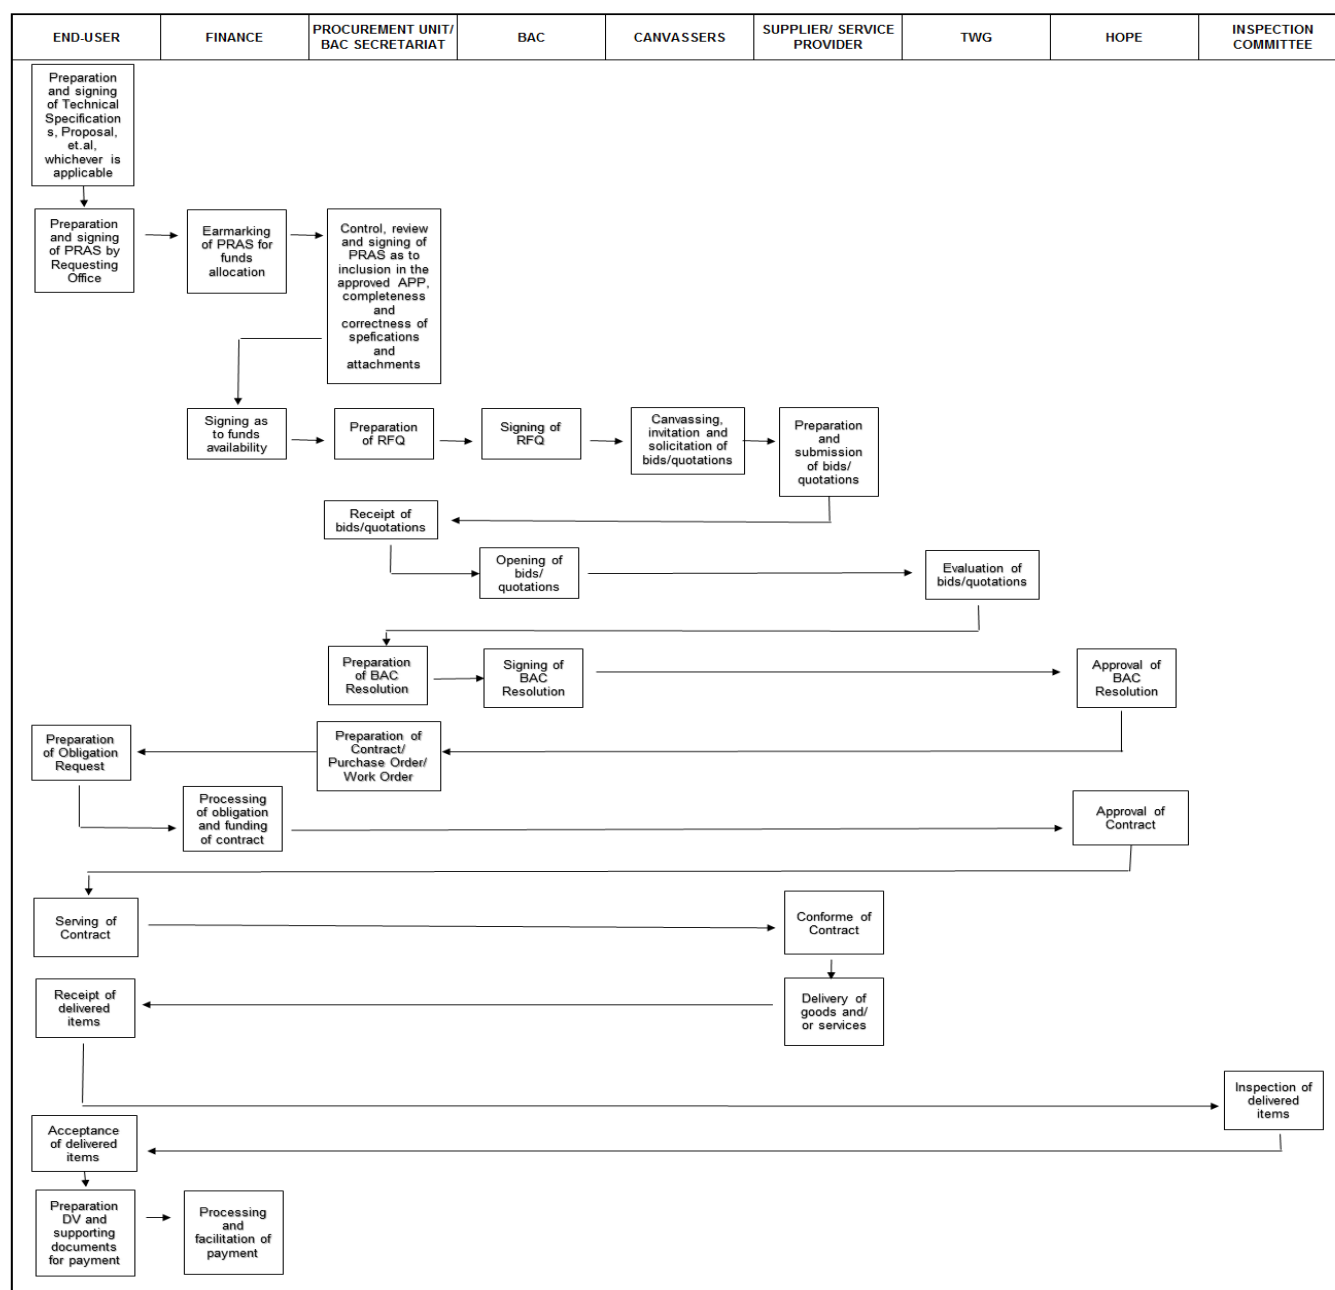 END-USER
FINANCE
PROCUREMENT UNIT/
BAC SECRETARIAT
BAC
CANVASSERS
SUPPLIER/ SERVICE
PROVIDER
TWG
HOPE
INSPECTION
COMMITTEE
Preparation
and signing
of Technical
Specification
s, Proposal,
et.al,
whichever is
applicable
Preparation
and signing
of PRAS by
Requesting
Office
Earmarking
of PRAS for
funds
allocation
Control, review
and signing of
PRAS as to
inclusion in the
approved APP,
completeness
and
correctness of
spefications
and
attachments
Signing as
to funds
availability
Preparation
of RFQ
Signing of
RFQ
Canvassing,
invitation and
solicitation of
bids/quotations
Preparation
and
submission
of bids/
quotations
Receipt of
bids/quotations
Opening of
bids/
quotations
Evaluation of
bids/quotations
Preparation
of BAC
Resolution
Signing of
BAC
Resolution
Approval of
BAC
Resolution
Preparation
of Obligation
Request
Preparation of
Contract/
Purchase Order/
Work Order
Processing
of obligation
and funding
of contract
Approval of
Contract
Serving of
Contract
Conforme of
Contract
Receipt of
delivered
items
Delivery of
goods and/
or services
Inspection of
delivered
items
Acceptance
of delivered
items
Preparation
DV and
supporting
documents
for payment
Processing
and
facilitation of
payment